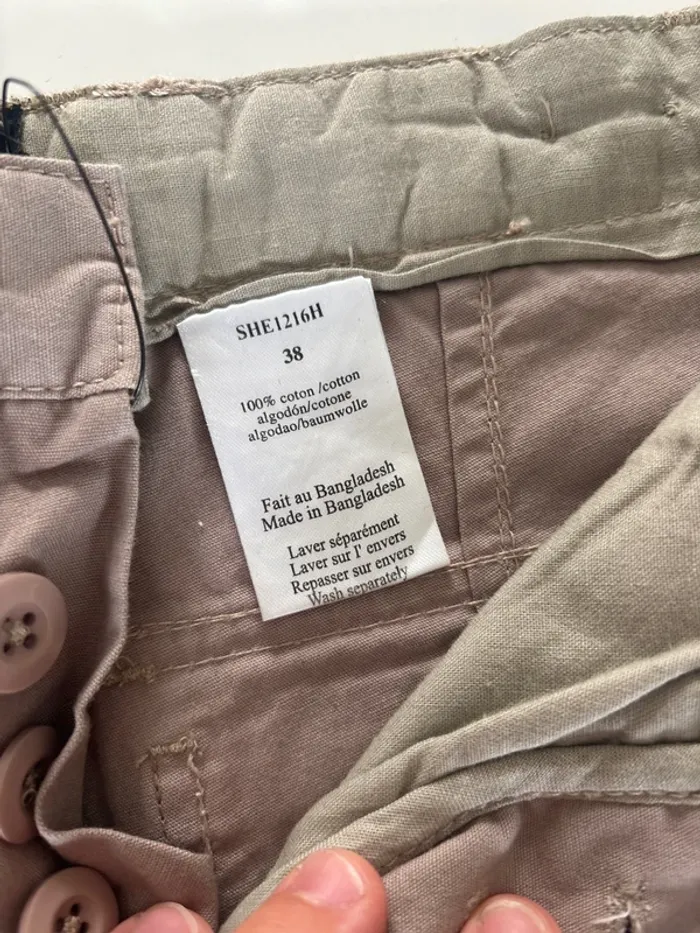 SHE1216H
38
100% coton /cotton
algodón/cotone
algodao/baumwolle
Fait au Bangladesh
Made in Bangladesh
Laver séparément
Laver sur l' envers
Repasser sur envers
Wash separately